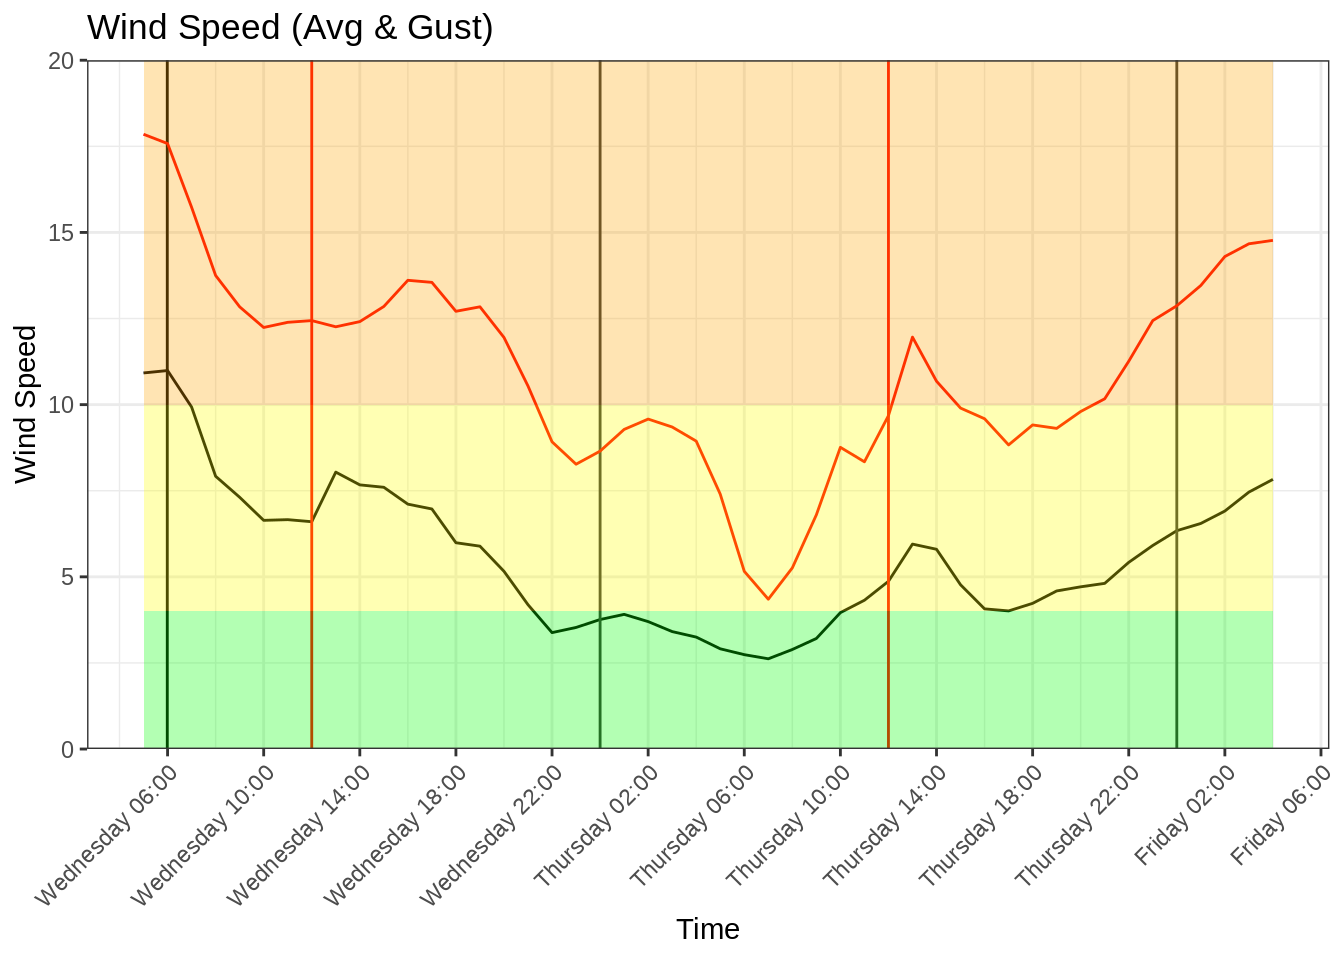 Wind Speed (Avg & Gust)
Wind Speed
20
15
10
5
0
Wednesday 06:00
Wednesday 10:00
Wednesday 14:00
Wednesday 18:00
Wednesday 22:00
Thursday 02:00
Thursday 06:00
Thursday 10:00
Thursday 14:00
Thursday 18:00
Thursday 22:00
Friday 02:00
Friday 06:00
Time